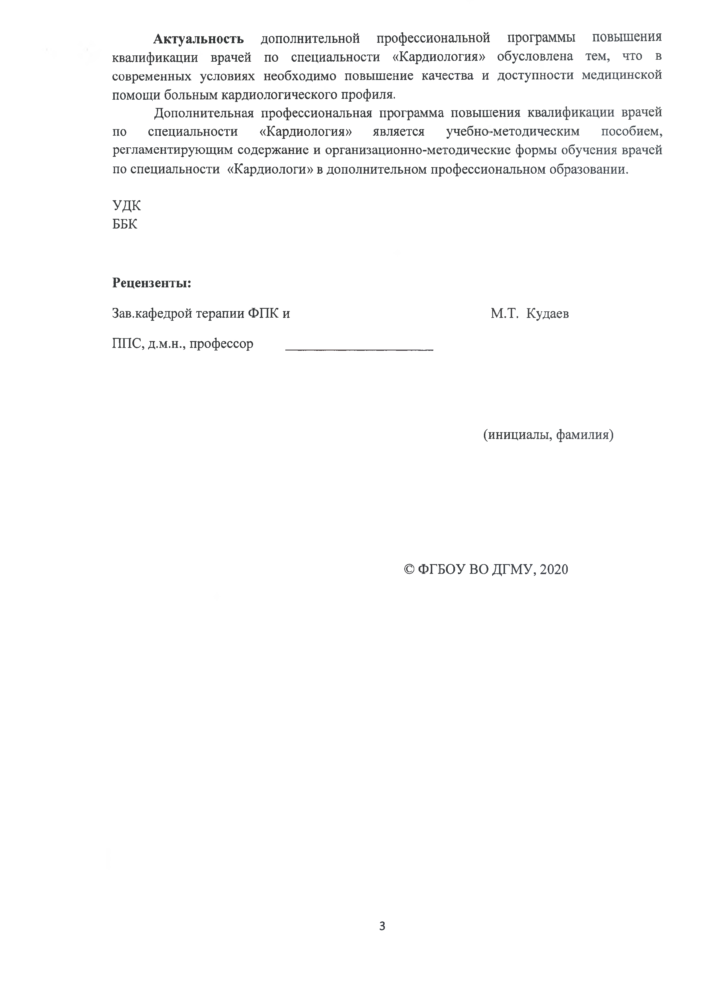 Актуальность дополнительной профессиональной программы повышения
квалификации врачей по специальности «Кардиология» обусловлена тем, что в
современных условиях необходимо повышение качества и доступности медицинской
помощи больным кардиологического профиля.
Дополнительная профессиональная программа повышения квалификации врачей
по специальности «Кардиология» является учебно-методическим пособием,
регламентирующим содержание и организационно-методические формы обучения врачей
по специальности «Кардиологи» в дополнительном профессиональном образовании.
УДК
ББК
Рецензенты:
Зав.кафедрой терапии ФПК и М.Т. Кудаев
ППС, д.м.н., профессор ____________________
(инициалы, фамилия)
© ФГБОУ ВО ДГМУ, 2020
3